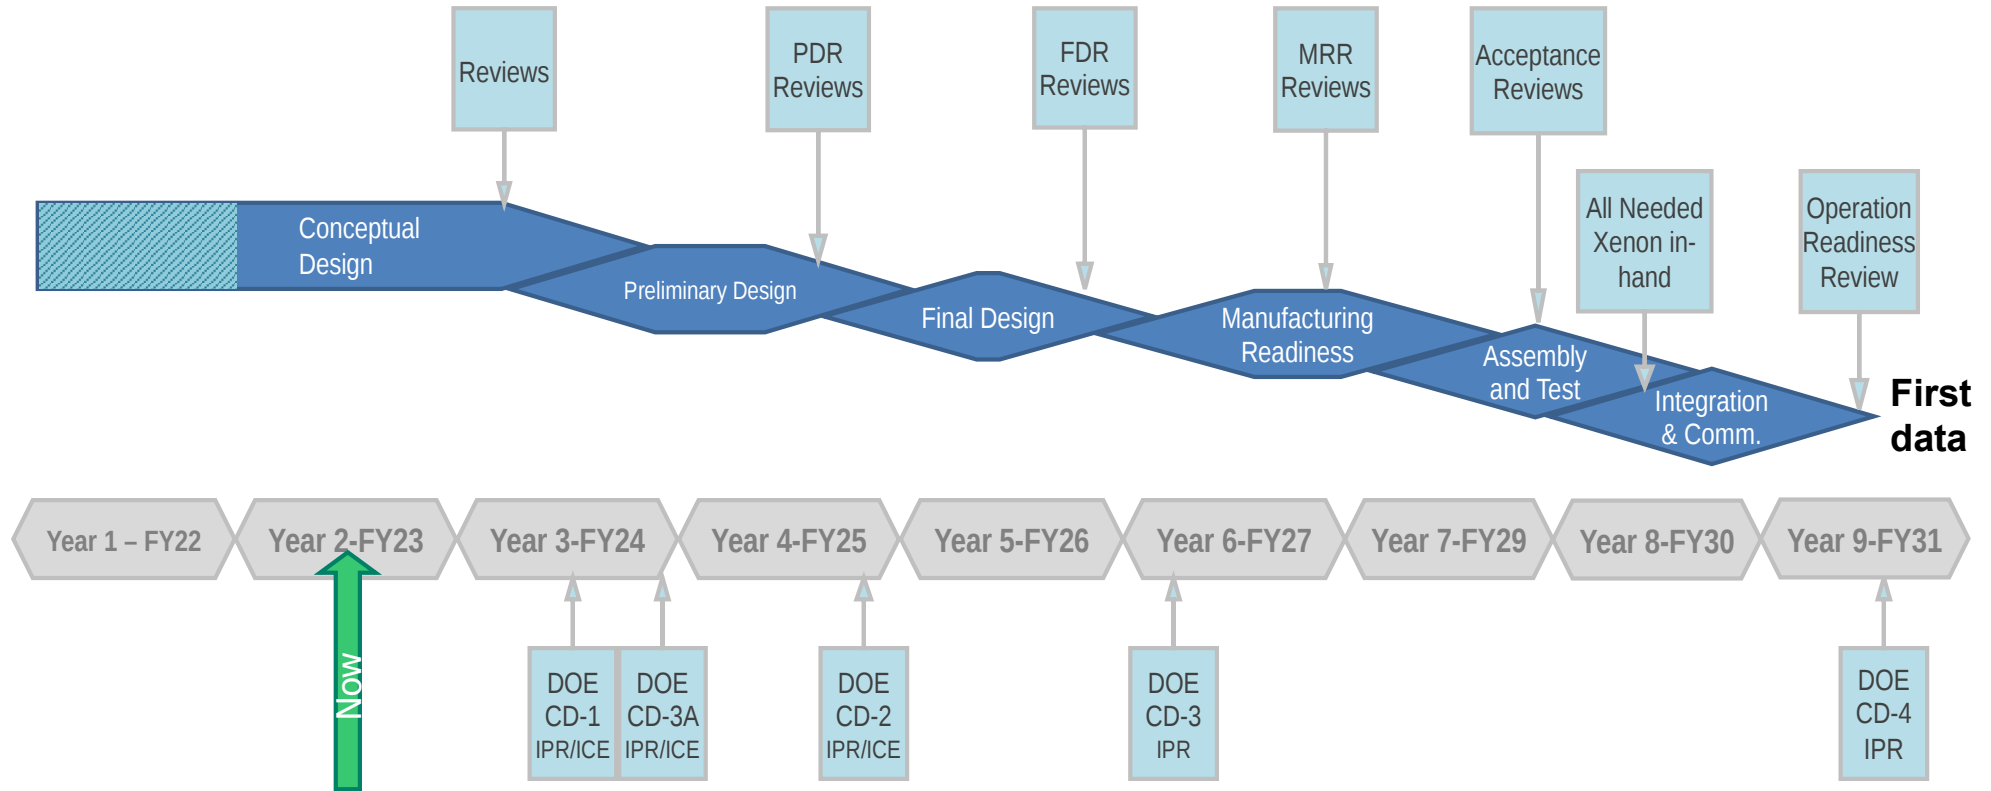 Reviews
PDR
Reviews
FDR
Reviews
MRR
Reviews
Acceptance
Reviews
All Needed
Xenon in-
hand
Operation
Readiness
Review
Conceptual
Design
Preliminary Design
Final Design
Manufacturing
Readiness
Assembly
and Test
Integration
& Comm.
First
data
Year 1 – FY22
Year 2-FY23
Year 3-FY24
Year 4-FY25
Year 5-FY26
Year 6-FY27
Year 7-FY29
Year 8-FY30
Year 9-FY31
Now
DOE
CD-1
IPR/ICE
DOE
CD-3A
IPR/ICE
DOE
CD-2
IPR/ICE
DOE
CD-3
IPR
DOE
CD-4
IPR